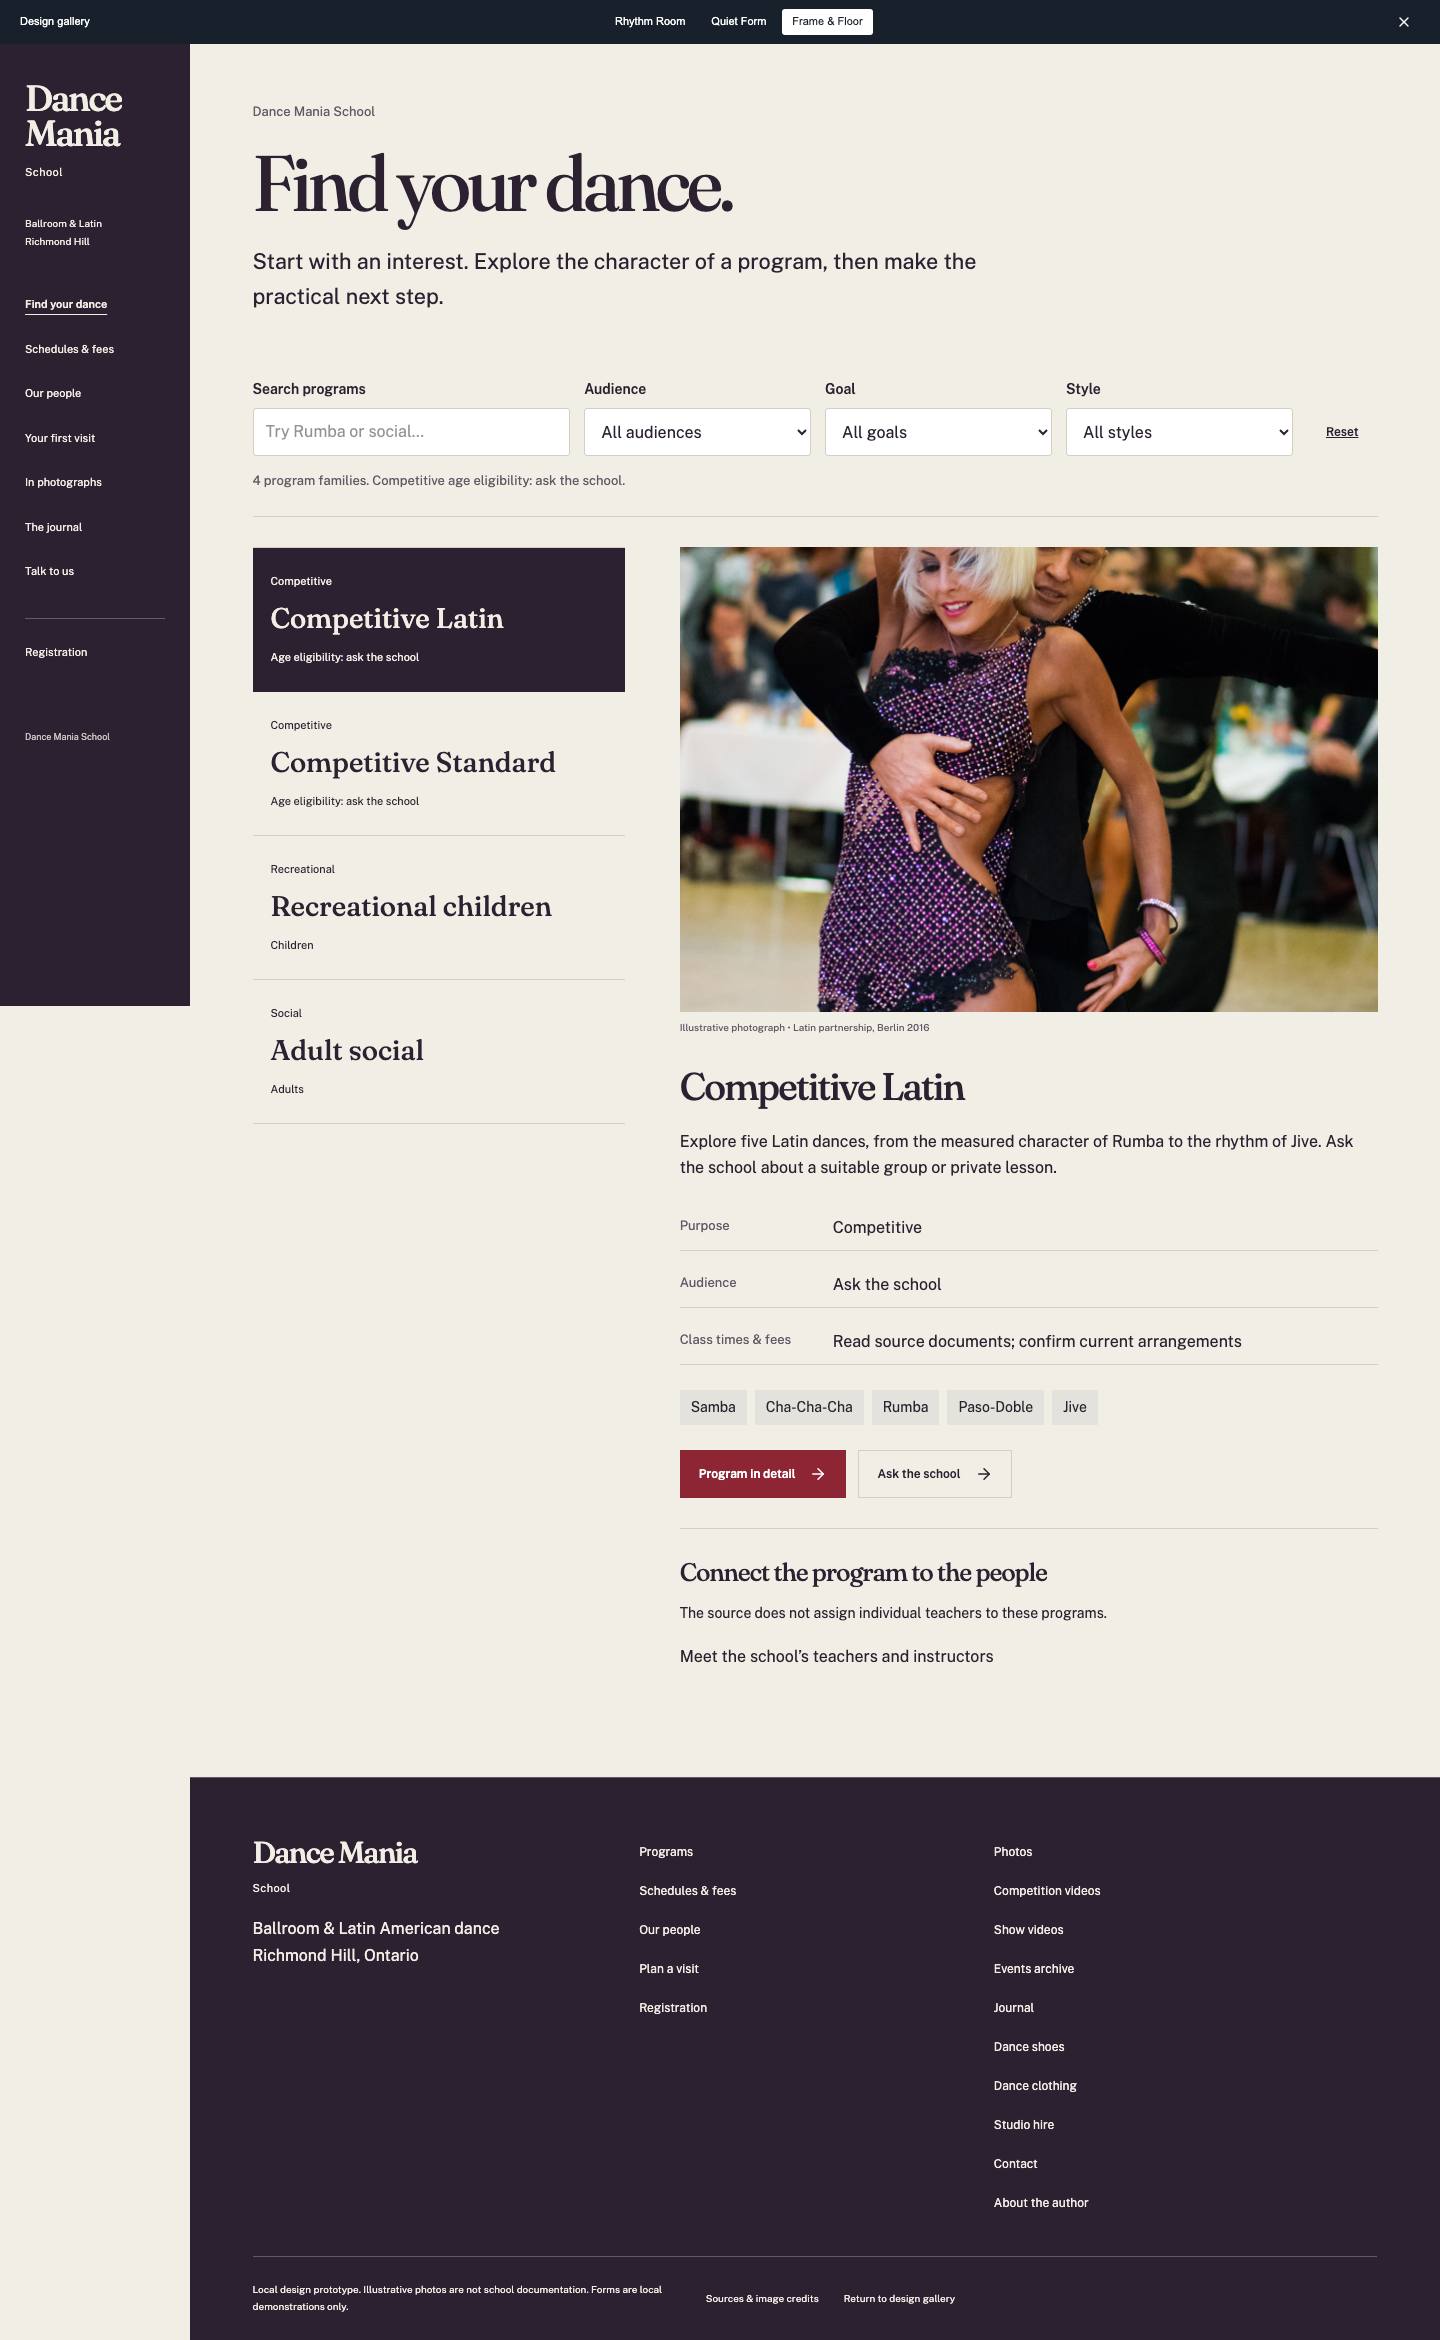 Design gallery
Rhythm Room
Quiet Form
Frame & Floor
Dance
Mania
School
Ballroom & Latin
Richmond Hill
Find your dance
Schedules & fees
Our people
Your first visit
In photographs
The journal
Talk to us
Registration
Dance Mania School
Dance Mania School
Find your dance.
Start with an interest. Explore the character of a program, then make the
practical next step.
Search programs
Audience
Goal
Style
Try Rumba or social...
All audiences
All goals
All styles
Reset
4 program families. Competitive age eligibility: ask the school.
Competitive
Competitive Latin
Age eligibility: ask the school
Competitive
Competitive Standard
Age eligibility: ask the school
Recreational
Recreational children
Children
Social
Adult social
Adults
Illustrative photograph • Latin partnership, Berlin 2016
Competitive Latin
Explore five Latin dances, from the measured character of Rumba to the rhythm of Jive. Ask
the school about a suitable group or private lesson.
Purpose
Competitive
Audience
Ask the school
Class times & fees
Read source documents; confirm current arrangements
Samba
Cha-Cha-Cha
Rumba
Paso-Doble
Jive
Program in detail
Ask the school
Connect the program to the people
The source does not assign individual teachers to these programs.
Meet the school’s teachers and instructors
Dance Mania
School
Ballroom & Latin American dance
Richmond Hill, Ontario
Programs
Schedules & fees
Our people
Plan a visit
Registration
Photos
Competition videos
Show videos
Events archive
Journal
Dance shoes
Dance clothing
Studio hire
Contact
About the author
Local design prototype. Illustrative photos are not school documentation. Forms are local
demonstrations only.
Sources & image credits
Return to design gallery